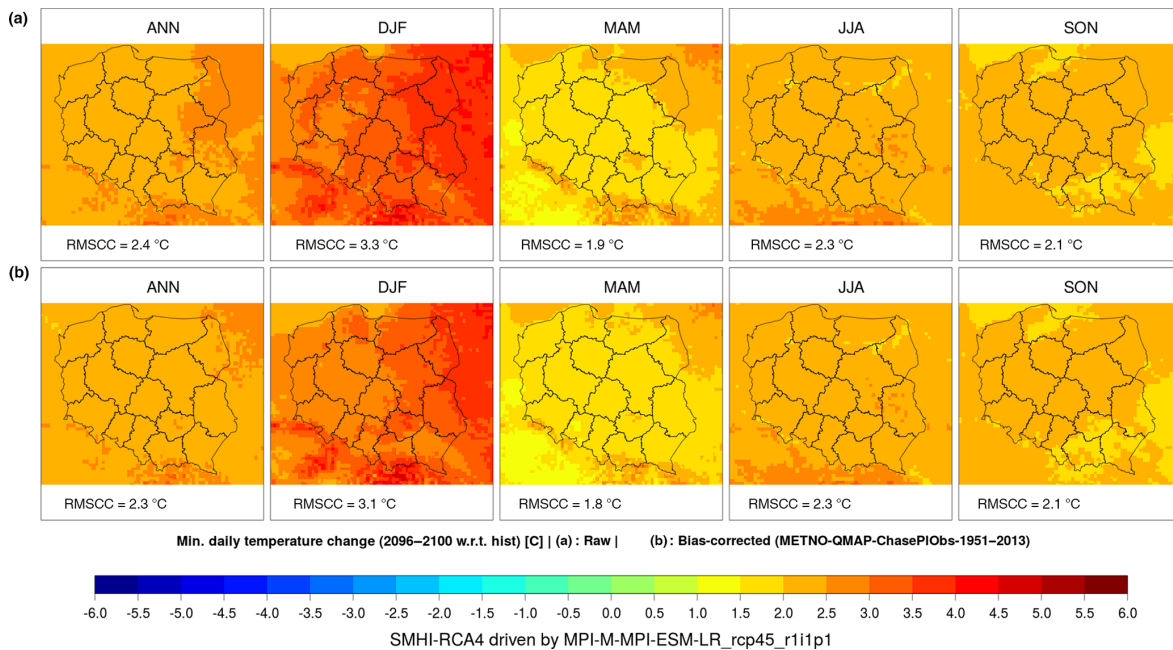 (a)
ANN DJF MAM JJA SON
RMSCC = 2.4 °C RMSCC = 3.3 °C RMSCC = 1.9 °C RMSCC = 2.3 °C RMSCC = 2.1 °C
(b)
ANN DJF MAM JJA SON
RMSCC = 2.3 °C RMSCC = 3.1 °C RMSCC = 1.8 °C RMSCC = 2.3 °C RMSCC = 2.1 °C
Min. daily temperature change (2096–2100 w.r.t. hist) [C] | (a) : Raw | (b) : Bias-corrected (METNO-QMAP-ChasePlObs-1951–2013)
-6.0 -5.5 -5.0 -4.5 -4.0 -3.5 -3.0 -2.5 -2.0 -1.5 -1.0 -0.5 0.0 0.5 1.0 1.5 2.0 2.5 3.0 3.5 4.0 4.5 5.0 5.5 6.0
SMHI-RCA4 driven by MPI-M-MPI-ESM-LR_rcp45_r1i1p1